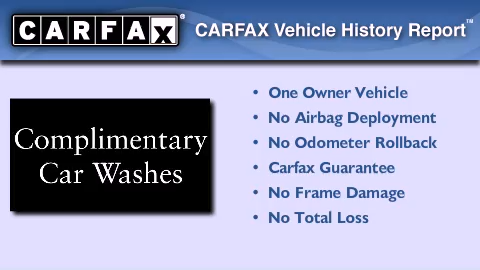 CARFAX® CARFAX Vehicle History Report™
Complimentary
Car Washes
• One Owner Vehicle
• No Airbag Deployment
• No Odometer Rollback
• Carfax Guarantee
• No Frame Damage
• No Total Loss